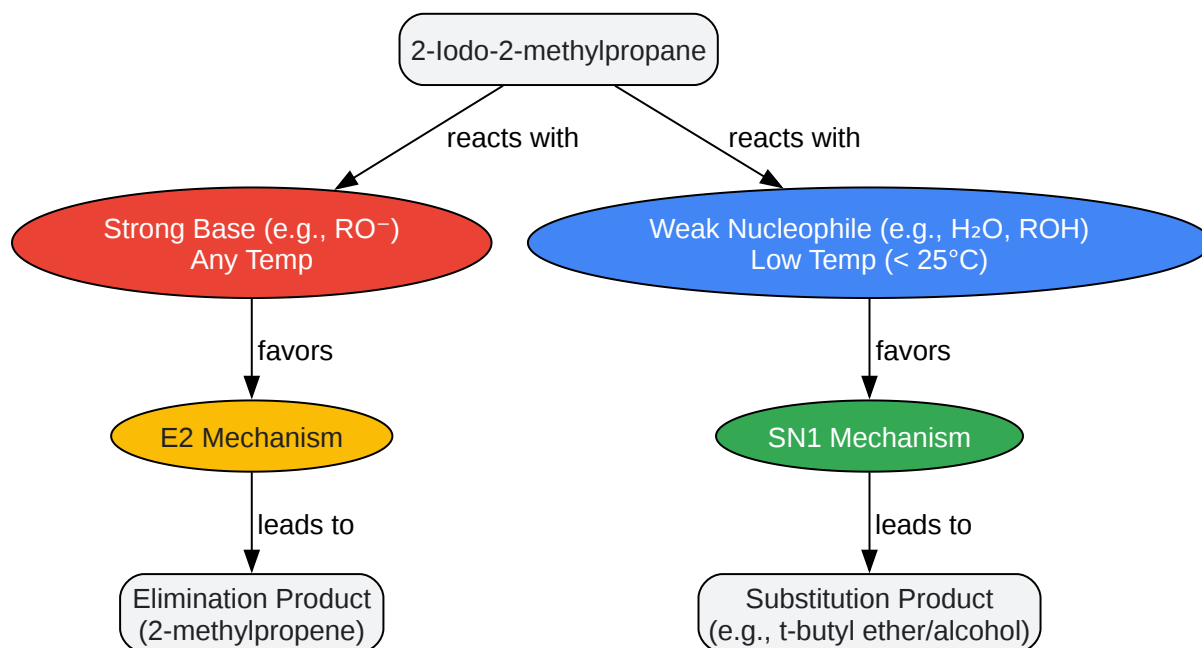 2-Iodo-2-methylpropane
reacts with
reacts with
Strong Base (e.g., RO⁻)
Any Temp
Weak Nucleophile (e.g., H₂O, ROH)
Low Temp (< 25°C)
favors
favors
E2 Mechanism
SN1 Mechanism
leads to
leads to
Elimination Product
(2-methylpropene)
Substitution Product
(e.g., t-butyl ether/alcohol)